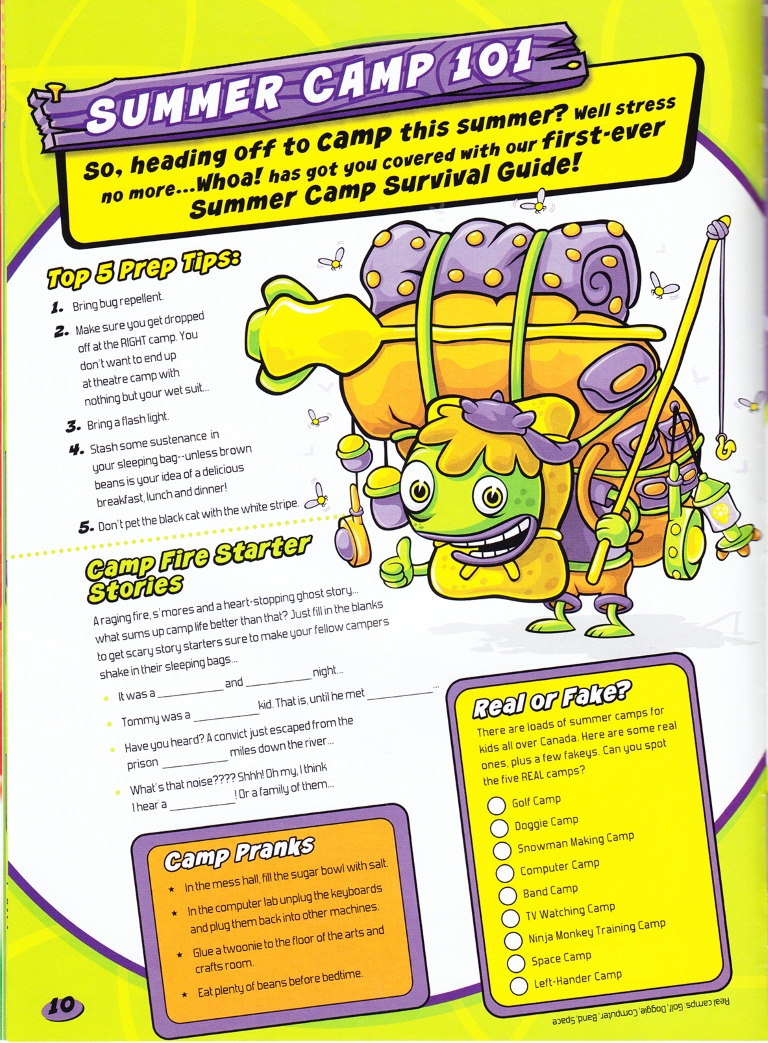 SUMMER CAMP 101
So, heading off to camp this summer? Well stress
no more...Whoa! has got you covered with our first-ever
Summer Camp Survival Guide!
Top 5 Prep Tips:
1. Bring bug repellent.
2. Make sure you get dropped
off at the RIGHT camp. You
don't want to end up
at theatre camp with
nothing but your wet suit...
3. Bring a flash light.
4. Stash some sustenance in
your sleeping bag--unless brown
beans is your idea of a delicious
breakfast, lunch and dinner!
5. Don't pet the black cat with the white stripe.
Camp Fire Starter
Stories
A raging fire, s'mores and a heart-stopping ghost story...
what sums up camp life better than that? Just fill in the blanks
to get scary story starters sure to make your fellow campers
shake in their sleeping bags...
• It was a __________ and __________ night...
• Tommy was a __________ kid. That is, until he met __________...
• Have you heard? A convict just escaped from the
prison __________ miles down the river...
• What's that noise???? Shhh! Oh my, I think
I hear a __________! Or a family of them...
Camp Pranks
★ In the mess hall, fill the sugar bowl with salt.
★ In the computer lab unplug the keyboards
and plug them back into other machines.
★ Glue a twoonie to the floor of the arts and
crafts room.
★ Eat plenty of beans before bedtime.
Real or Fake?
There are loads of summer camps for
kids all over Canada. Here are some real
ones, plus a few fakeys. Can you spot
the five REAL camps?
Golf Camp
Doggie Camp
Snowman Making Camp
Computer Camp
Band Camp
TV Watching Camp
Ninja Monkey Training Camp
Space Camp
Left-Hander Camp
Real camps: Golf, Doggie, Computer, Band, Space
10